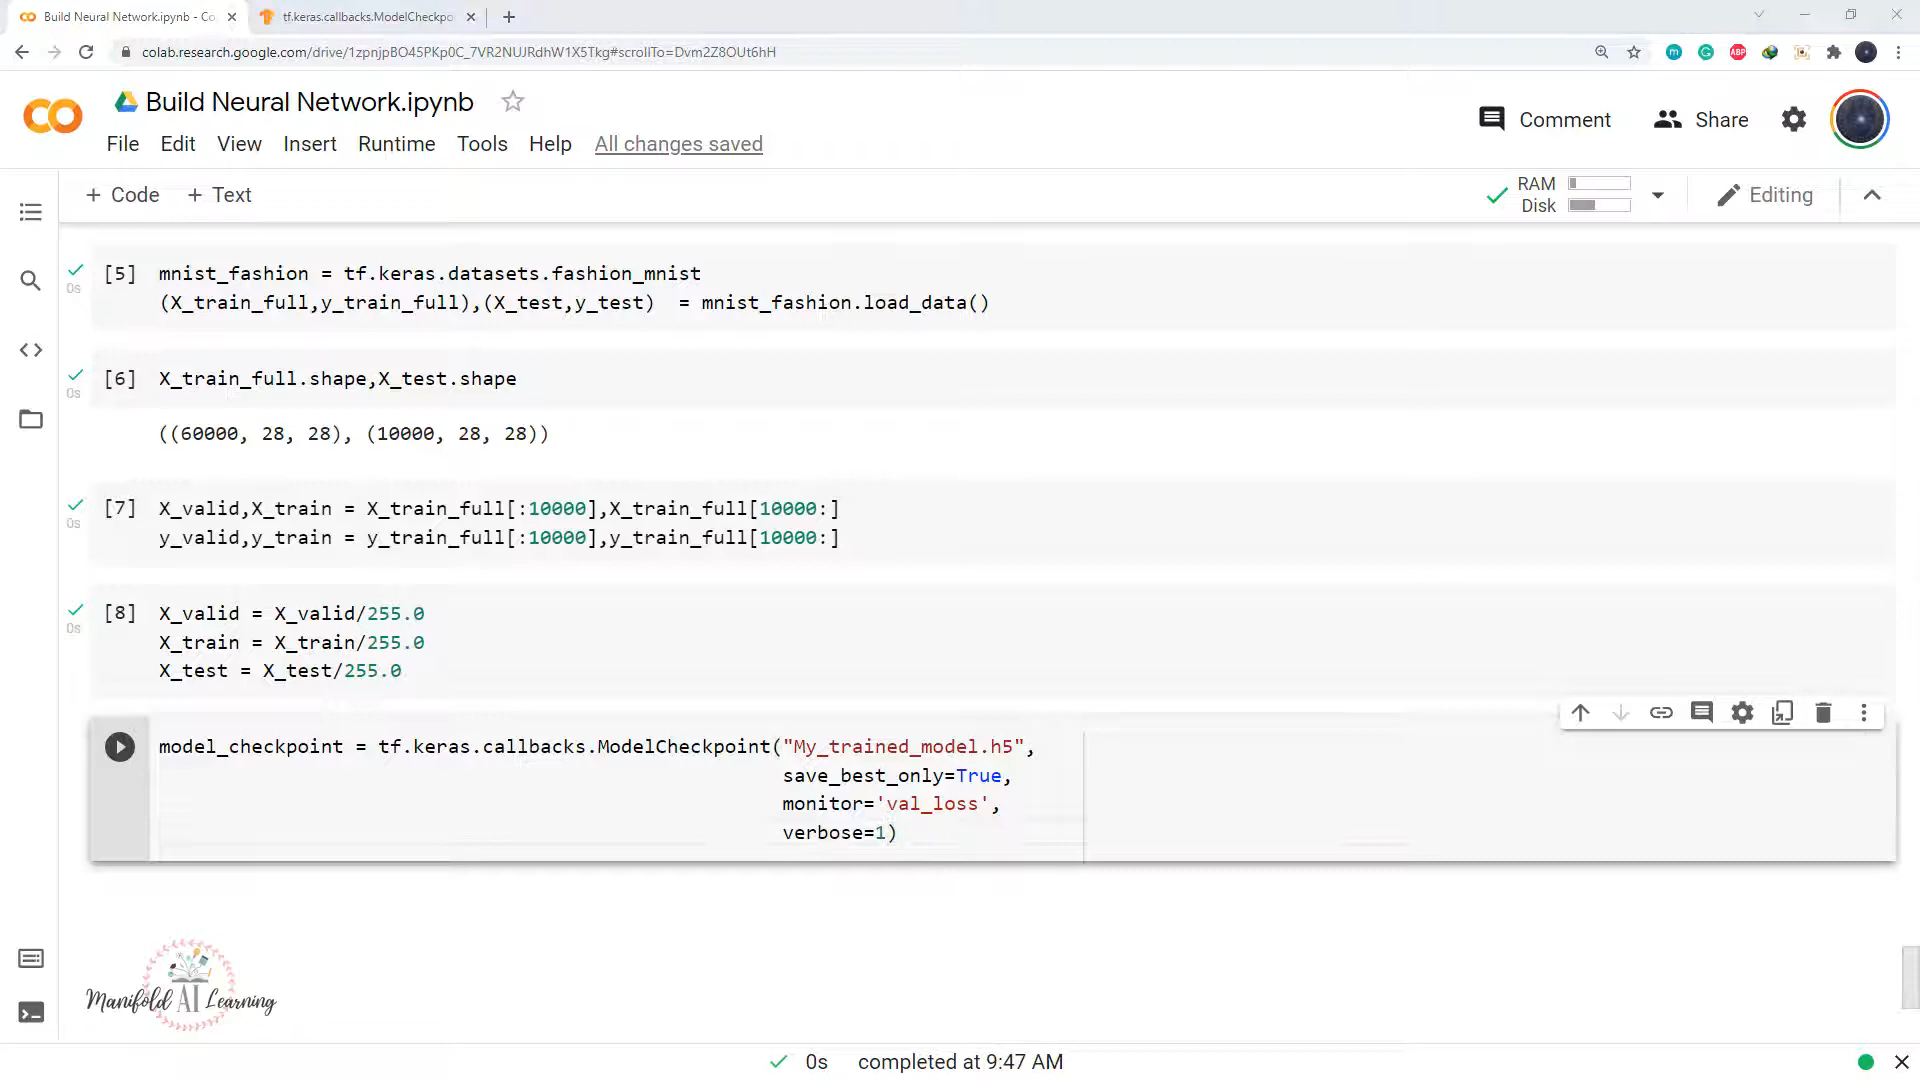 Build Neural Network.ipynb - Co
tf.keras.callbacks.ModelCheckpo
colab.research.google.com/drive/1zpnjpBO45PKp0C_7VR2NUJRdhW1X5Tkg#scrollTo=Dvm2Z8OUt6hH
ABP
CO
Build Neural Network.ipynb
Comment
Share
File Edit View Insert Runtime Tools Help All changes saved
+ Code + Text
RAM
Disk
Editing
[5] mnist_fashion = tf.keras.datasets.fashion_mnist
0s
(X_train_full,y_train_full),(X_test,y_test) = mnist_fashion.load_data()
[6] X_train_full.shape,X_test.shape
0s
((60000, 28, 28), (10000, 28, 28))
[7] X_valid,X_train = X_train_full[:10000],X_train_full[10000:]
0s
y_valid,y_train = y_train_full[:10000],y_train_full[10000:]
[8] X_valid = X_valid/255.0
0s
X_train = X_train/255.0
X_test = X_test/255.0
model_checkpoint = tf.keras.callbacks.ModelCheckpoint("My_trained_model.h5",
save_best_only=True,
monitor='val_loss',
verbose=1)
Manifold AI Learning
0s completed at 9:47 AM